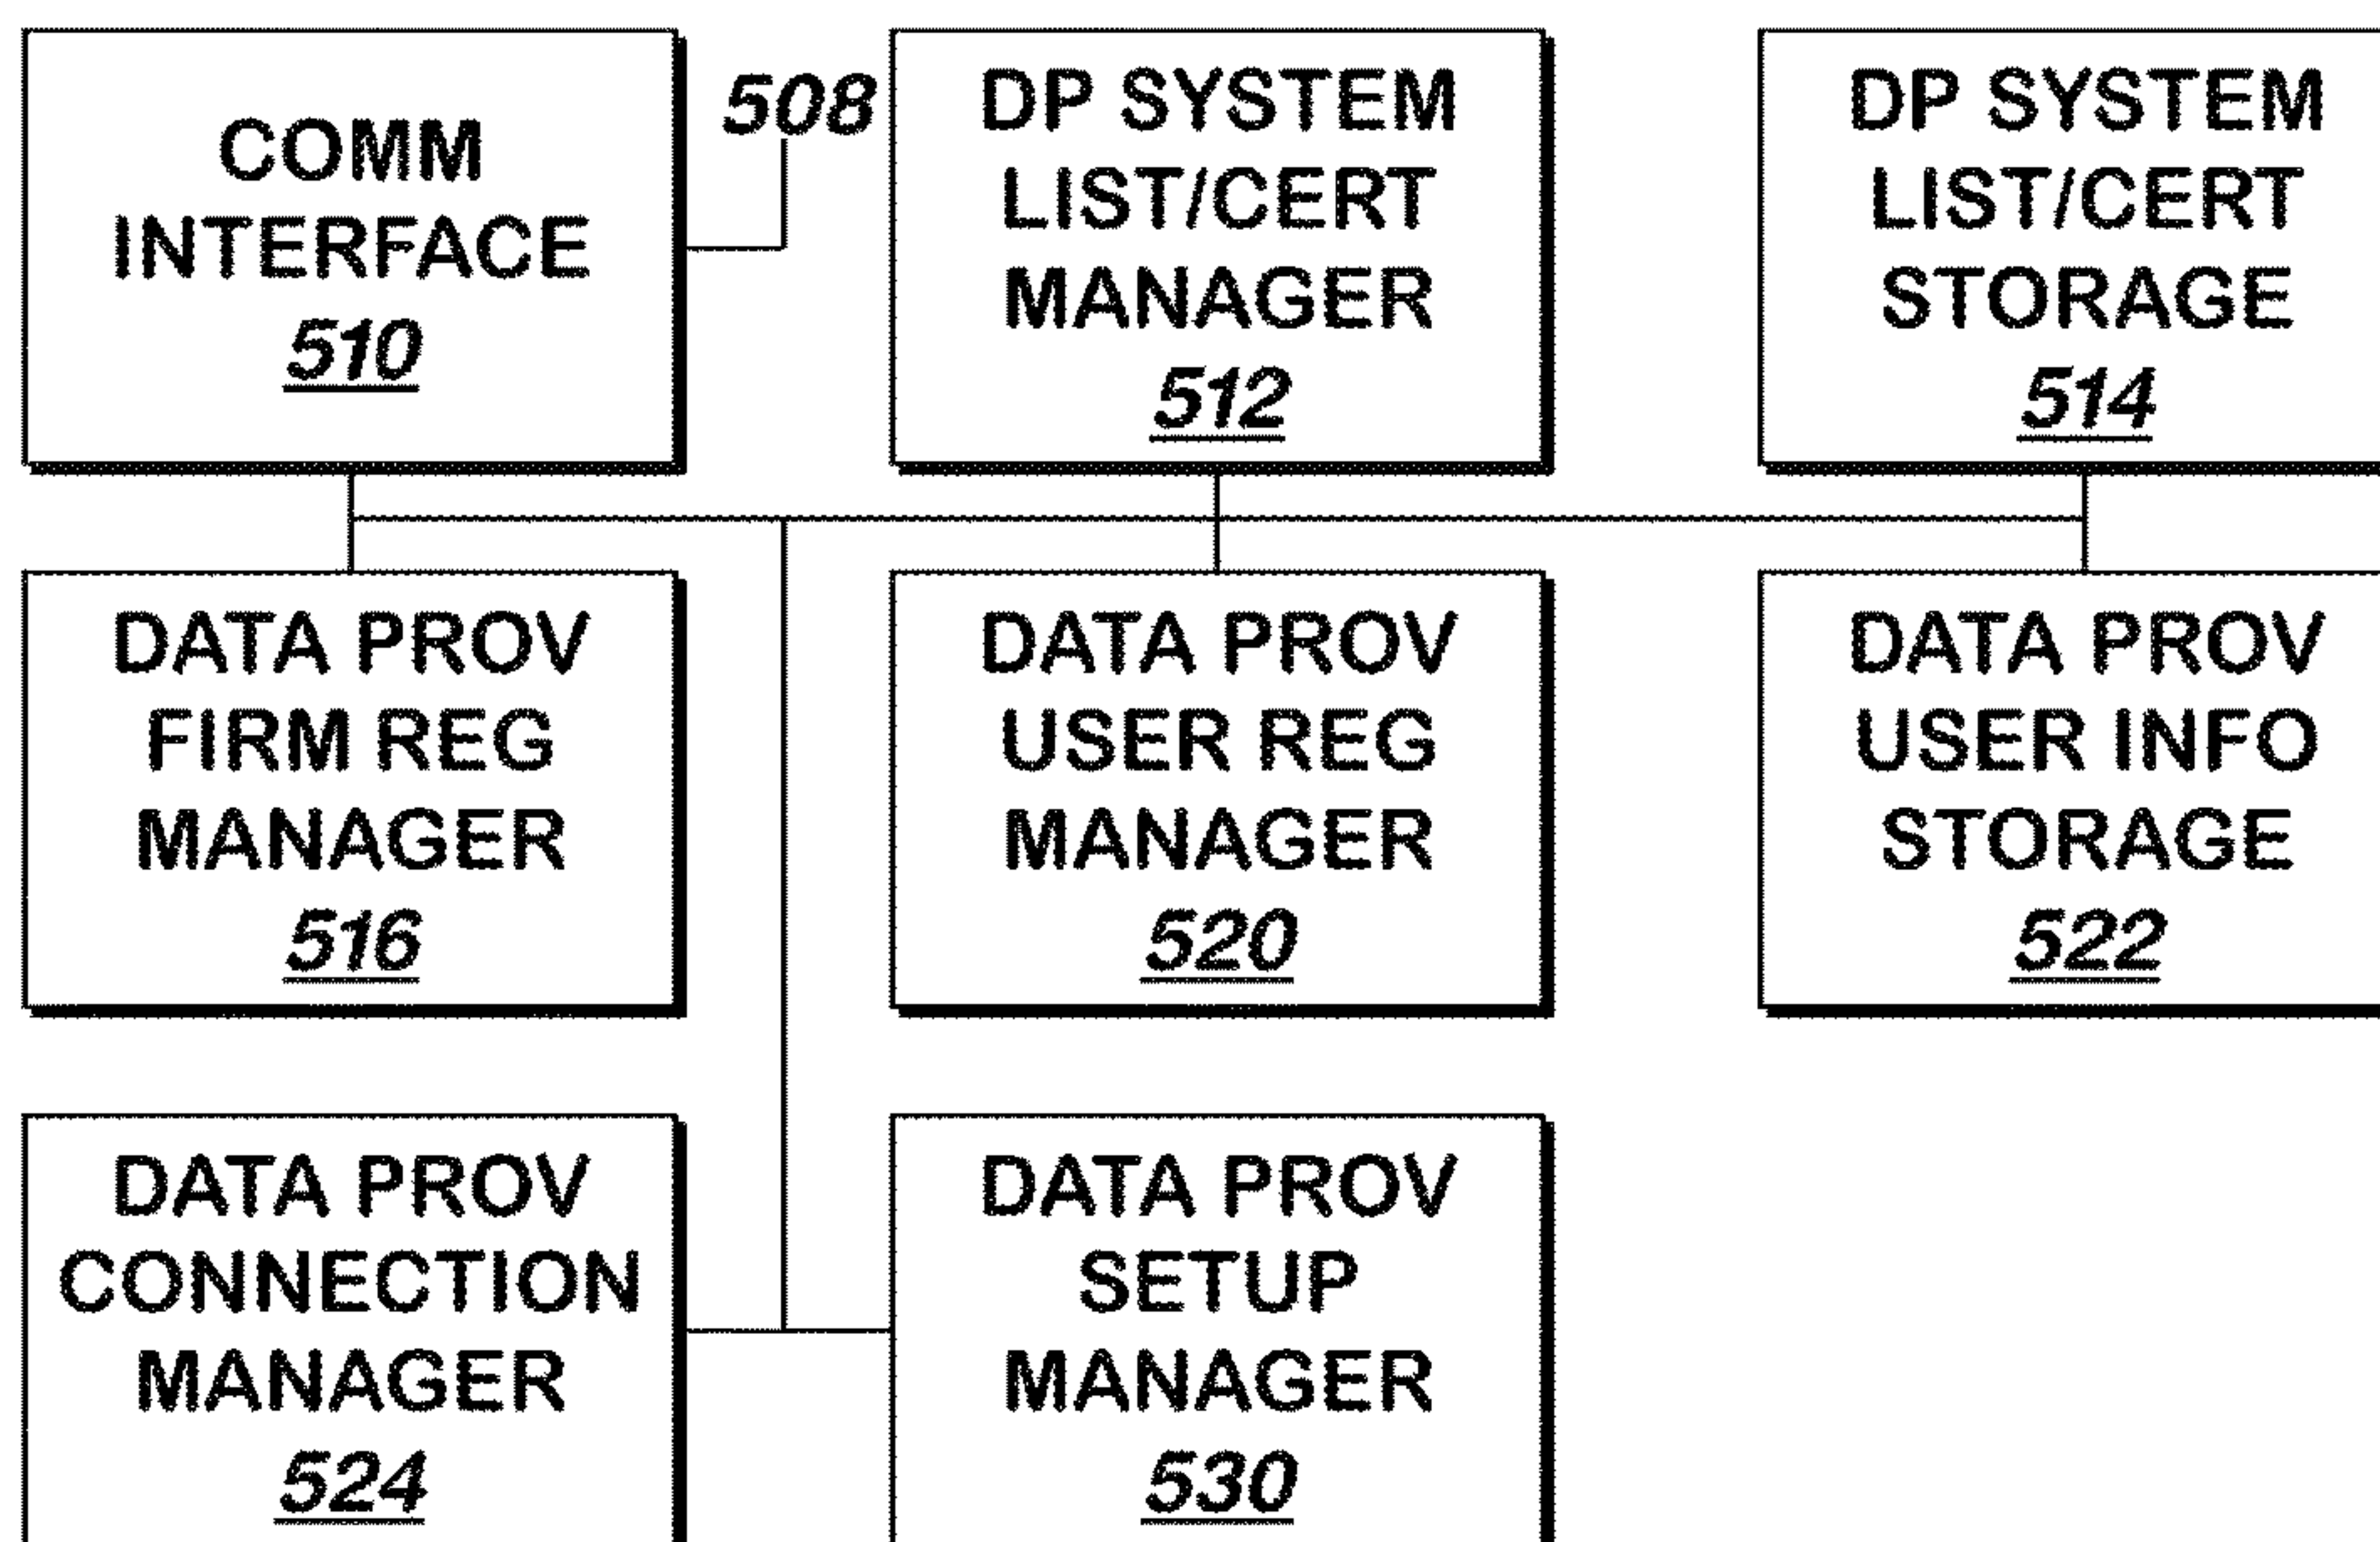 COMM
INTERFACE
510
508
DP SYSTEM
LIST/CERT
MANAGER
512
DP SYSTEM
LIST/CERT
STORAGE
514
DATA PROV
FIRM REG
MANAGER
516
DATA PROV
USER REG
MANAGER
520
DATA PROV
USER INFO
STORAGE
522
DATA PROV
CONNECTION
MANAGER
524
DATA PROV
SETUP
MANAGER
530